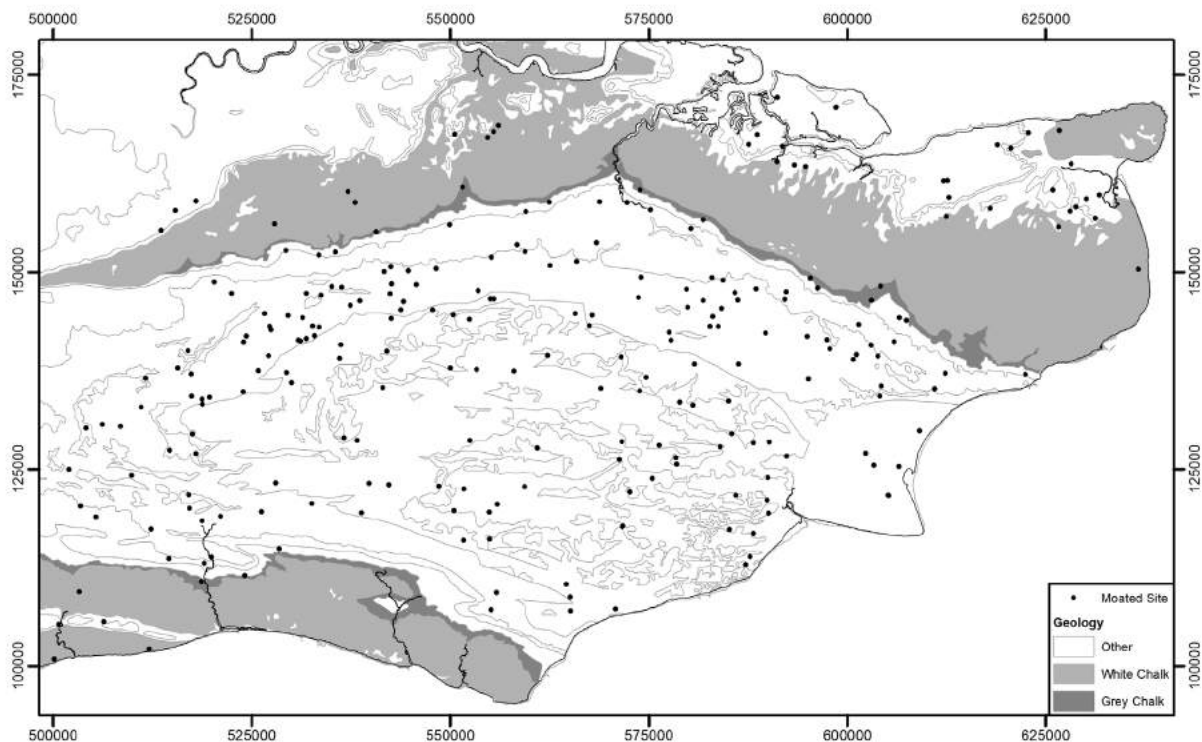 500000 525000 550000 575000 600000 625000
175000 175000
150000 150000
125000 125000
Moated Site
Geology
Other
100000 White Chalk 100000
Grey Chalk
500000 525000 550000 575000 600000 625000